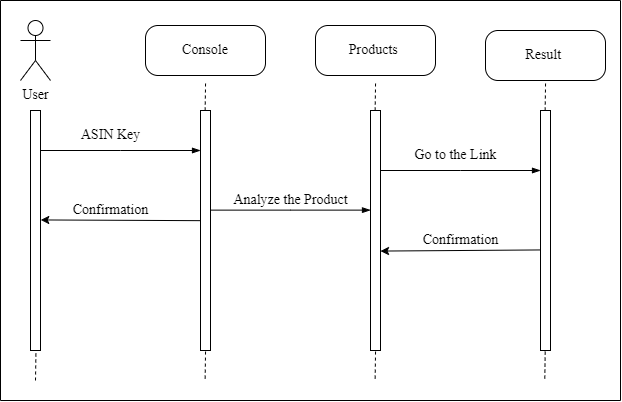 User
Console
Products
Result
ASIN Key
Go to the Link
Analyze the Product
Confirmation
Confirmation